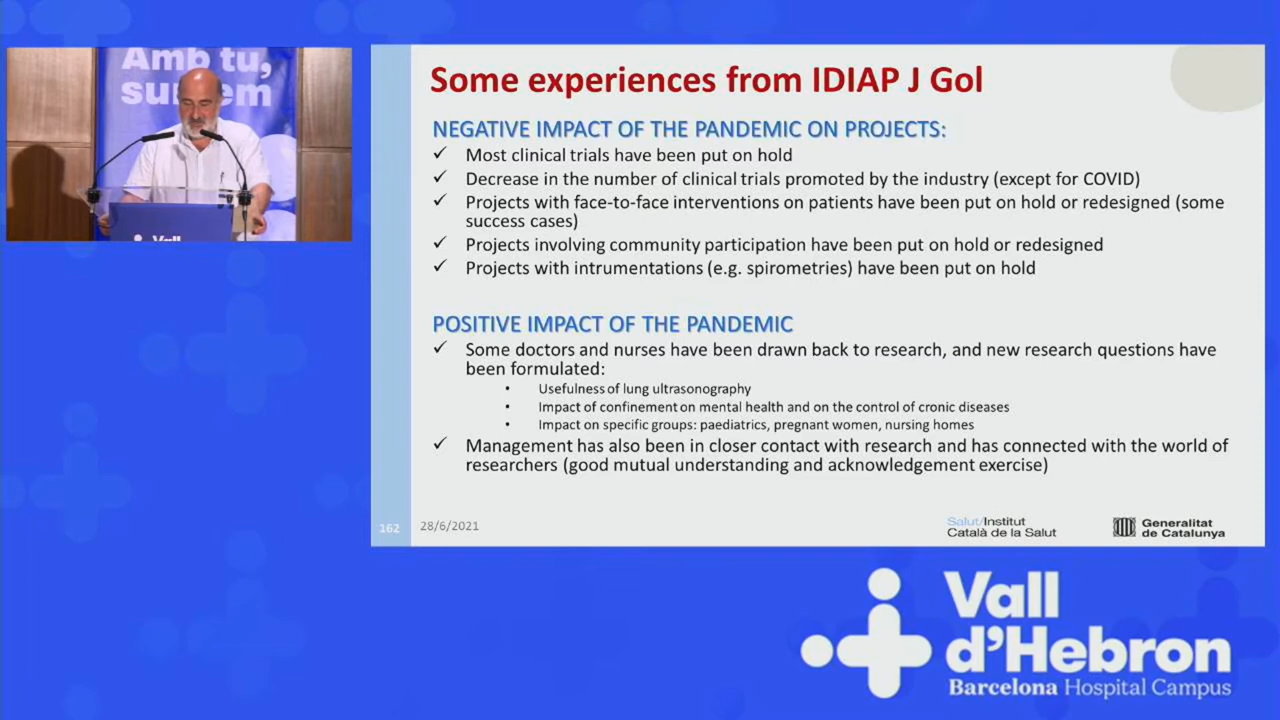 Amb tu,
Vall
Some experiences from IDIAP J Gol
NEGATIVE IMPACT OF THE PANDEMIC ON PROJECTS:
✓ Most clinical trials have been put on hold
✓ Decrease in the number of clinical trials promoted by the industry (except for COVID)
✓ Projects with face-to-face interventions on patients have been put on hold or redesigned (some
success cases)
✓ Projects involving community participation have been put on hold or redesigned
✓ Projects with intrumentations (e.g. spirometries) have been put on hold
POSITIVE IMPACT OF THE PANDEMIC
✓ Some doctors and nurses have been drawn back to research, and new research questions have
been formulated:
• Usefulness of lung ultrasonography
• Impact of confinement on mental health and on the control of cronic diseases
• Impact on specific groups: paediatrics, pregnant women, nursing homes
✓ Management has also been in closer contact with research and has connected with the world of
researchers (good mutual understanding and acknowledgement exercise)
162
28/6/2021
Salut/Institut
Català de la Salut
Generalitat
de Catalunya
Vall
d'Hebron
Barcelona Hospital Campus